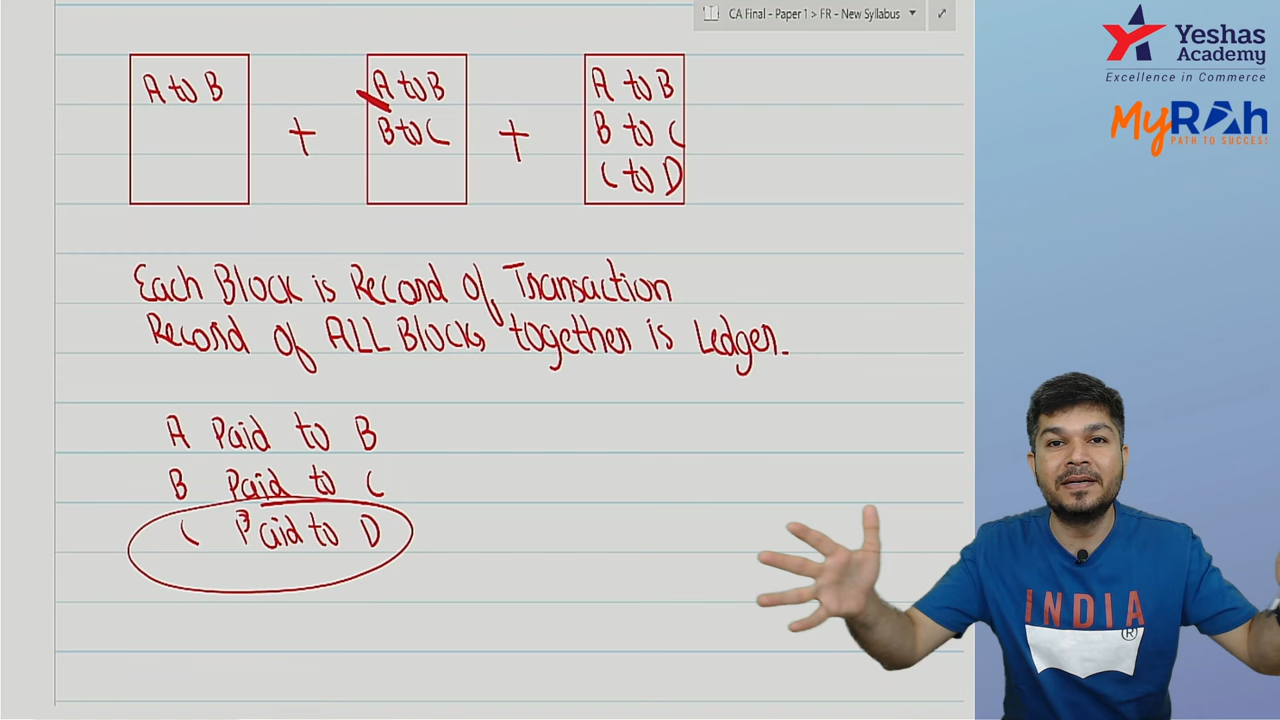 CA Final - Paper 1 > FR - New Syllabus
Yeshas
Academy
Excellence in Commerce
MyRAh
PATH TO SUCCESS
A to B
+
A to B
B to C
+
A to B
B to C
C to D
Each Block is Record of Transaction
Record of ALL Blocks together is Ledger.
A Paid to B
B Paid to C
C Paid to D
INDIA
®